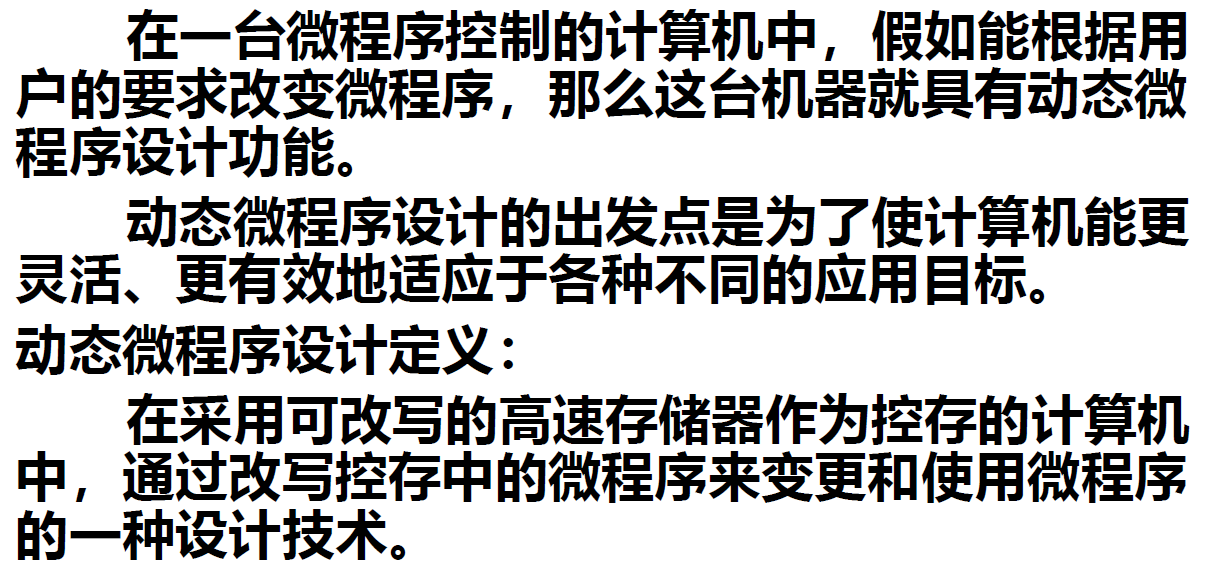 在一台微程序控制的计算机中，假如能根据用
户的要求改变微程序，那么这台机器就具有动态微
程序设计功能。
动态微程序设计的出发点是为了使计算机能更
灵活、更有效地适应于各种不同的应用目标。
动态微程序设计定义：
在采用可改写的高速存储器作为控存的计算机
中，通过改写控存中的微程序来变更和使用微程序
的一种设计技术。